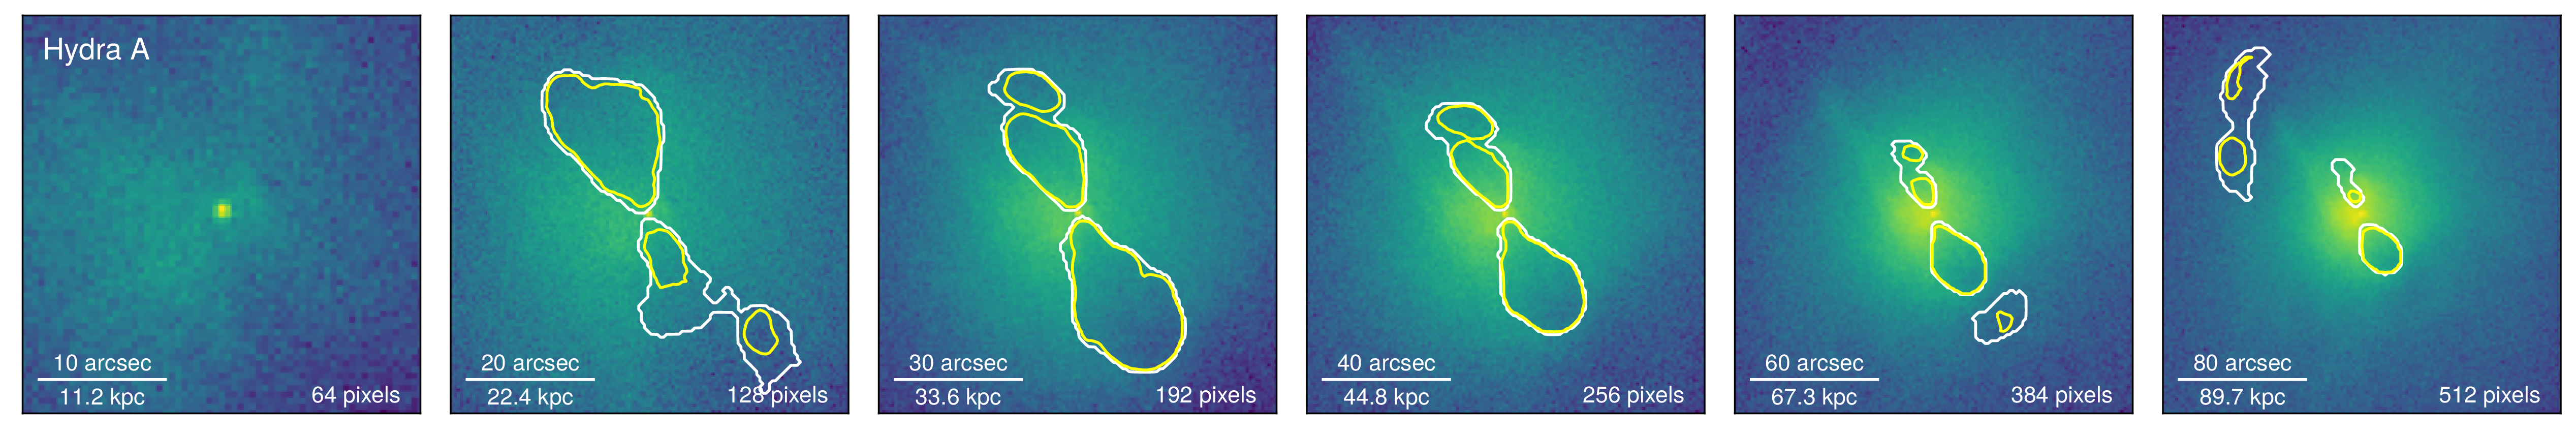 Hydra A
10 arcsec
11.2 kpc
64 pixels
20 arcsec
22.4 kpc
128 pixels
30 arcsec
33.6 kpc
192 pixels
40 arcsec
44.8 kpc
256 pixels
60 arcsec
67.3 kpc
384 pixels
80 arcsec
89.7 kpc
512 pixels